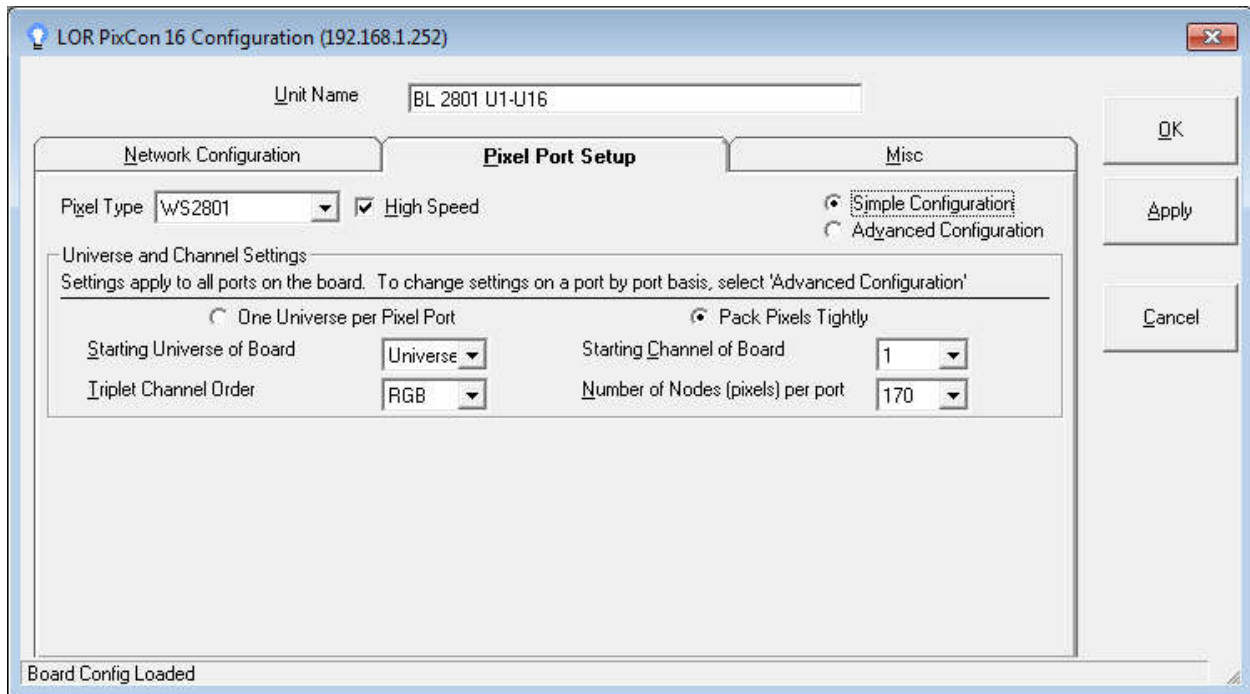 LOR PixCon 16 Configuration (192.168.1.252)
Unit Name BL 2801 U1-U16
OK
Network Configuration Pixel Port Setup Misc
Pixel Type WS2801 High Speed Simple Configuration
Apply
Advanced Configuration
Universe and Channel Settings
Settings apply to all ports on the board. To change settings on a port by port basis, select 'Advanced Configuration'
One Universe per Pixel Port Pack Pixels Tightly
Cancel
Starting Universe of Board Universe Starting Channel of Board 1
Triplet Channel Order RGB Number of Nodes (pixels) per port 170
Board Config Loaded